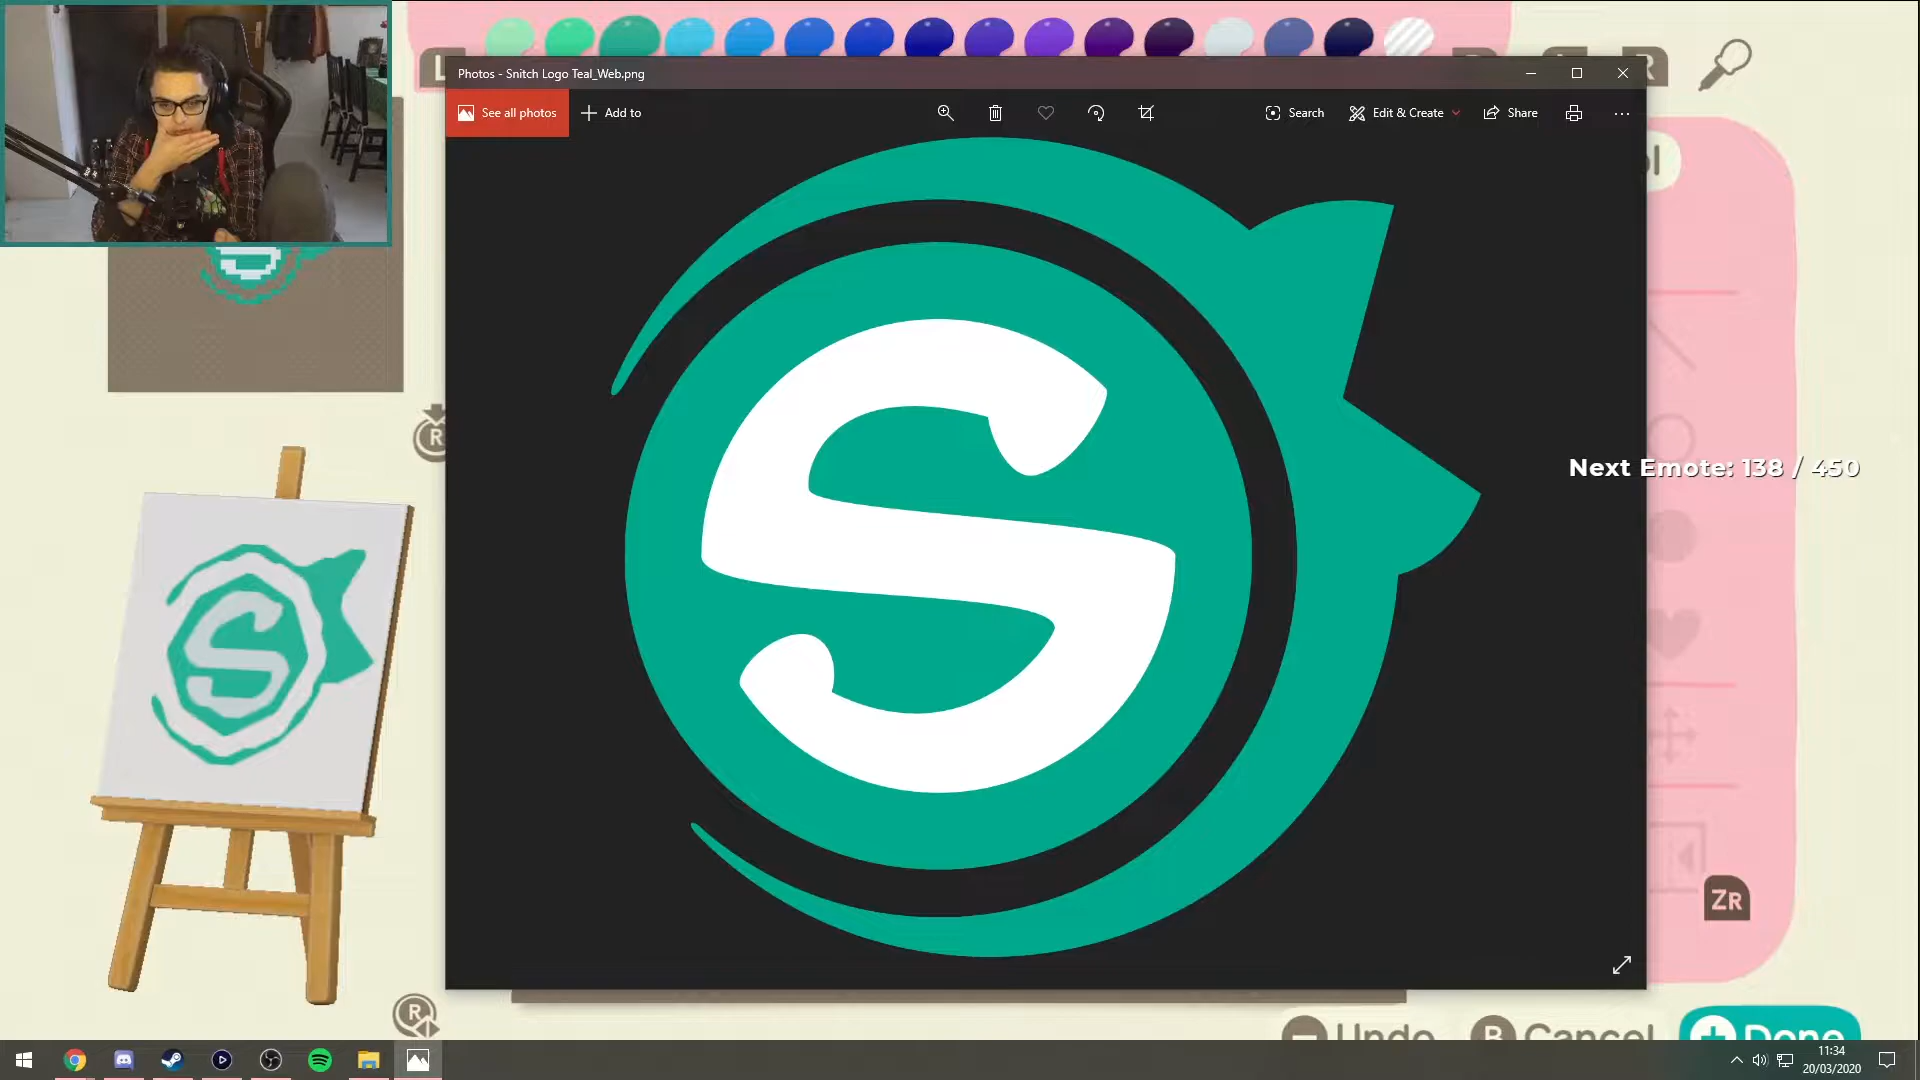 Photos - Snitch Logo Teal_Web.png
See all photos
Add to
Search
Edit & Create
Share
S
Next Emote: 138 / 450
S
R
R
R
ZR
Undo
B Cancel
Done
11:34
20/03/2020